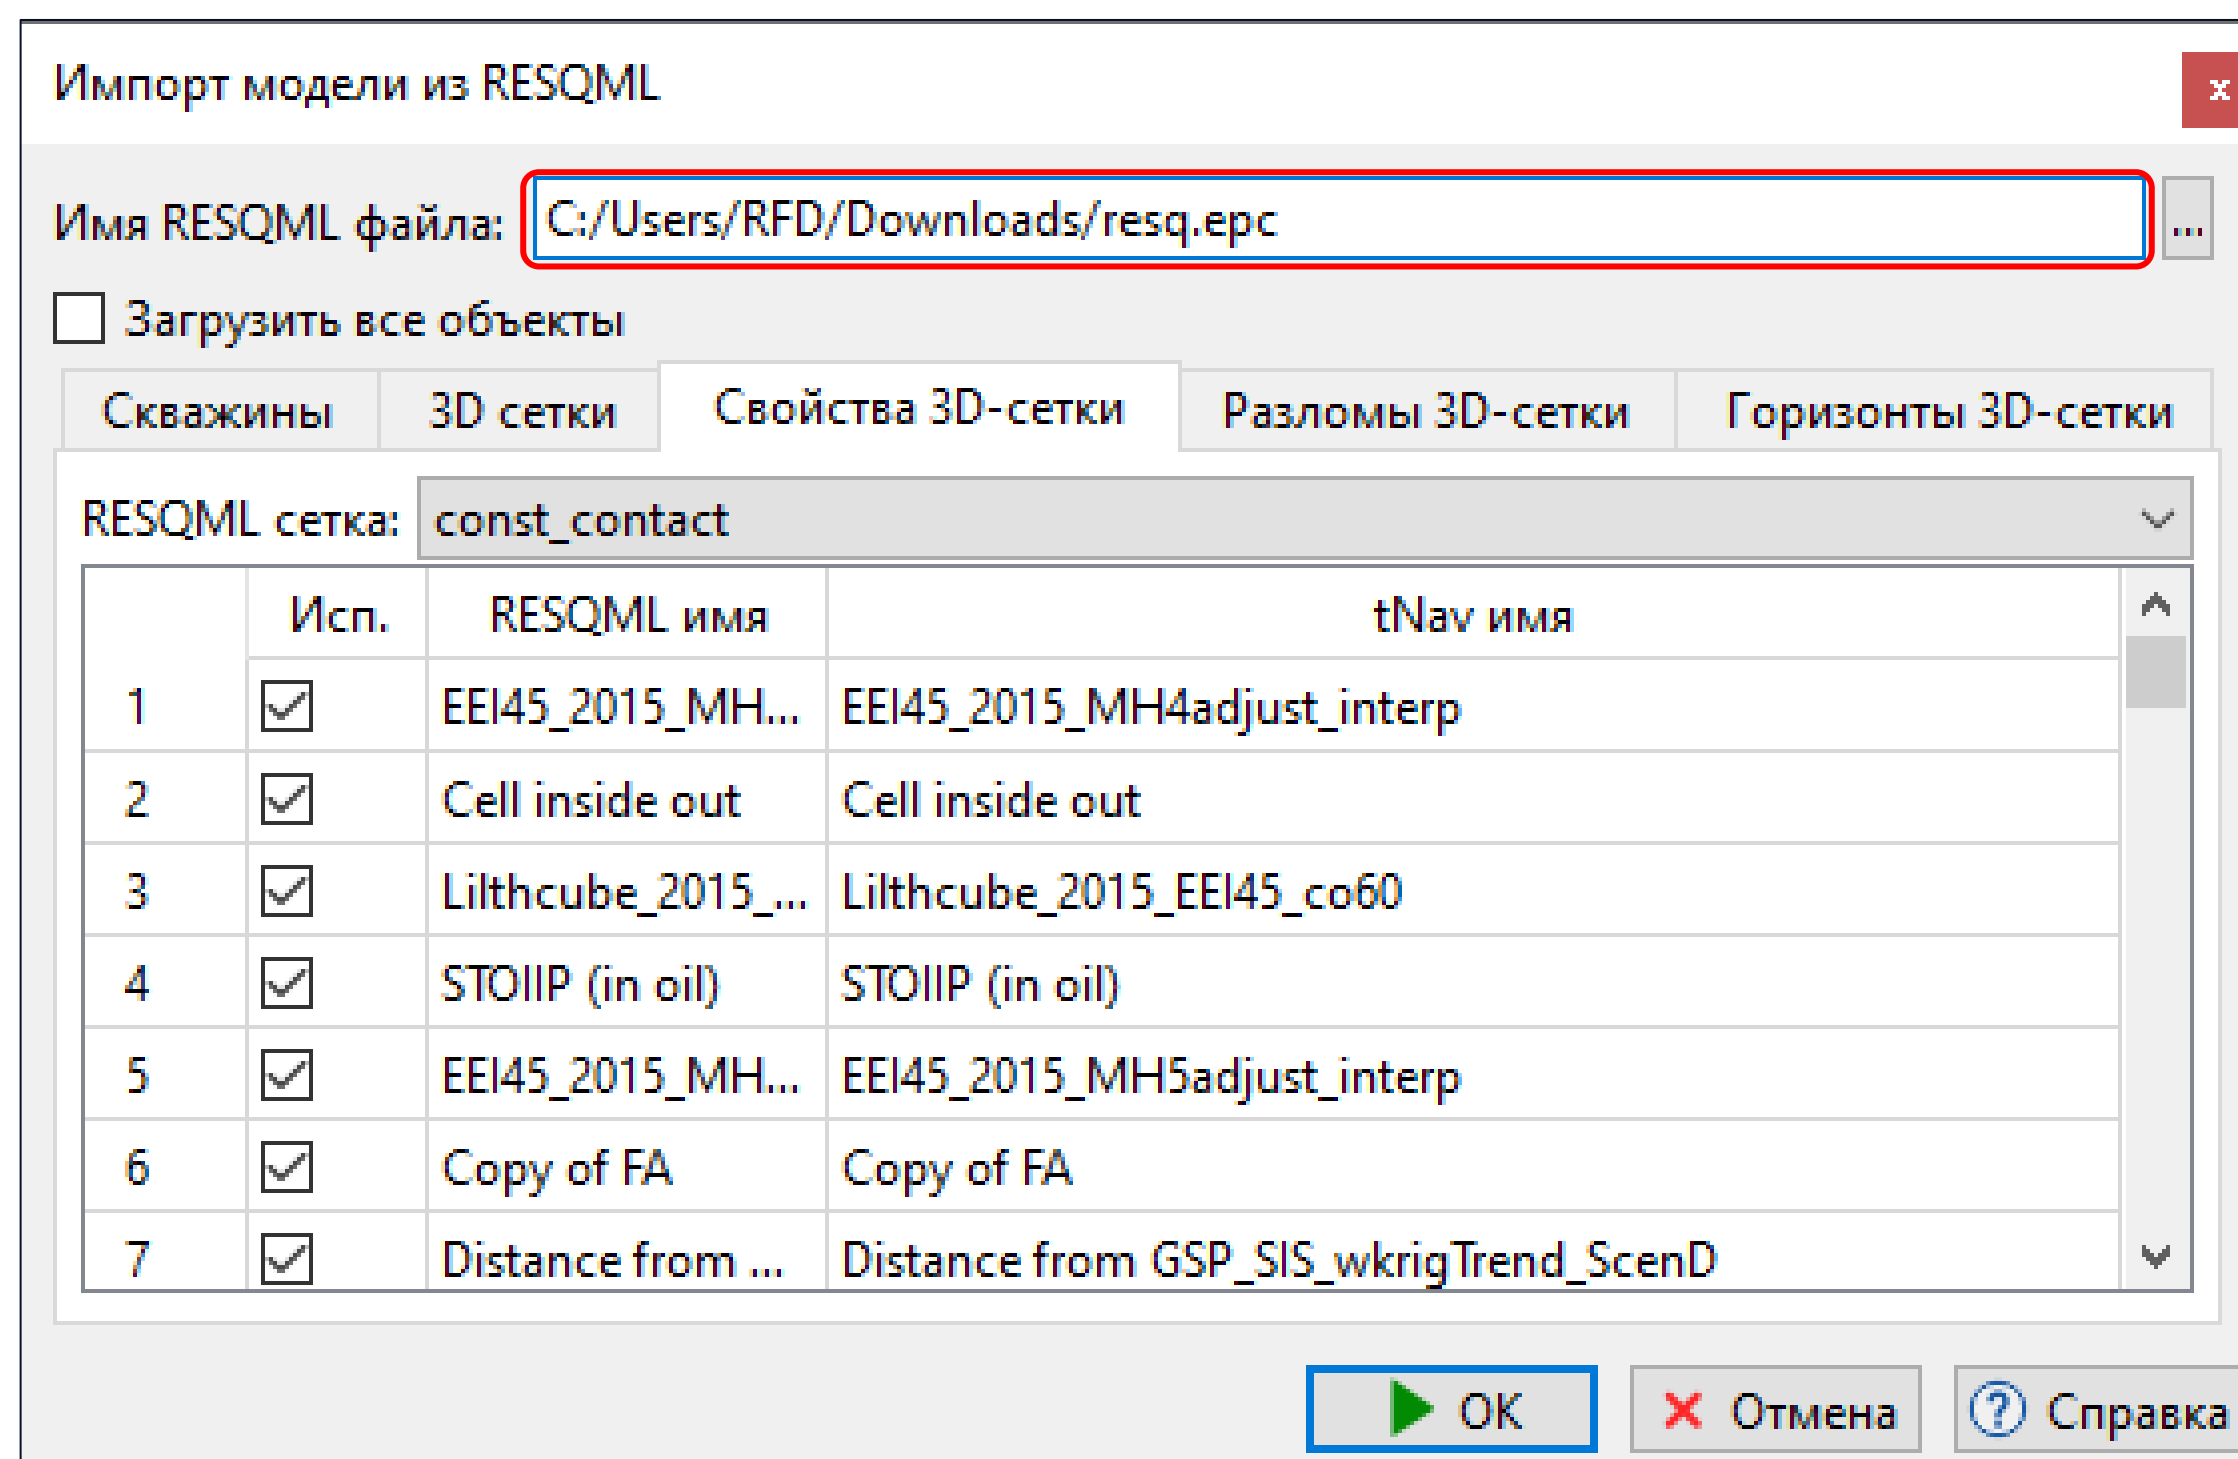 Импорт модели из RESQML
x
Имя RESQML файла: C:/Users/RFD/Downloads/resq.epc ...
Загрузить все объекты
Скважины 3D сетки Свойства 3D-сетки Разломы 3D-сетки Горизонты 3D-сетки
RESQML сетка: const_contact
Исп. RESQML имя tNav имя
1 EEI45_2015_MH... EEI45_2015_MH4adjust_interp
2 Cell inside out Cell inside out
3 Lilthcube_2015_... Lilthcube_2015_EEI45_co60
4 STOIIP (in oil) STOIIP (in oil)
5 EEI45_2015_MH... EEI45_2015_MH5adjust_interp
6 Copy of FA Copy of FA
7 Distance from ... Distance from GSP_SIS_wkrigTrend_ScenD
OK Отмена ? Справка